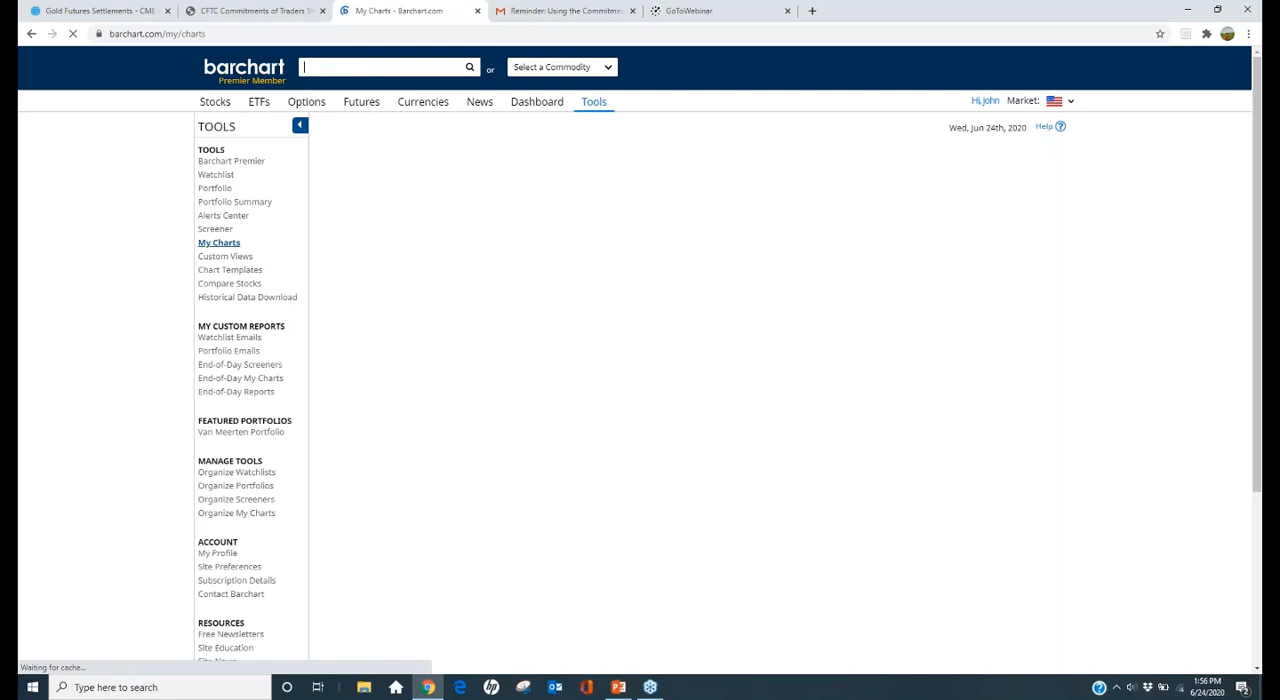 Gold Futures Settlements - CME
CFTC Commitments of Traders S
My Charts - Barchart.com
Reminder: Using the Commitme
GoToWebinar
barchart.com/my/charts
barchart
Premier Member
or
Select a Commodity
Stocks ETFs Options Futures Currencies News Dashboard Tools
Hi, John Market:
TOOLS
Wed, Jun 24th, 2020 Help ?
TOOLS
Barchart Premier
Watchlist
Portfolio
Portfolio Summary
Alerts Center
Screener
My Charts
Custom Views
Chart Templates
Compare Stocks
Historical Data Download
MY CUSTOM REPORTS
Watchlist Emails
Portfolio Emails
End-of-Day Screeners
End-of-Day My Charts
End-of-Day Reports
FEATURED PORTFOLIOS
Van Meerten Portfolio
MANAGE TOOLS
Organize Watchlists
Organize Portfolios
Organize Screeners
Organize My Charts
ACCOUNT
My Profile
Site Preferences
Subscription Details
Contact Barchart
RESOURCES
Free Newsletters
Site Education
Waiting for cache...
Type here to search
1:56 PM
6/24/2020